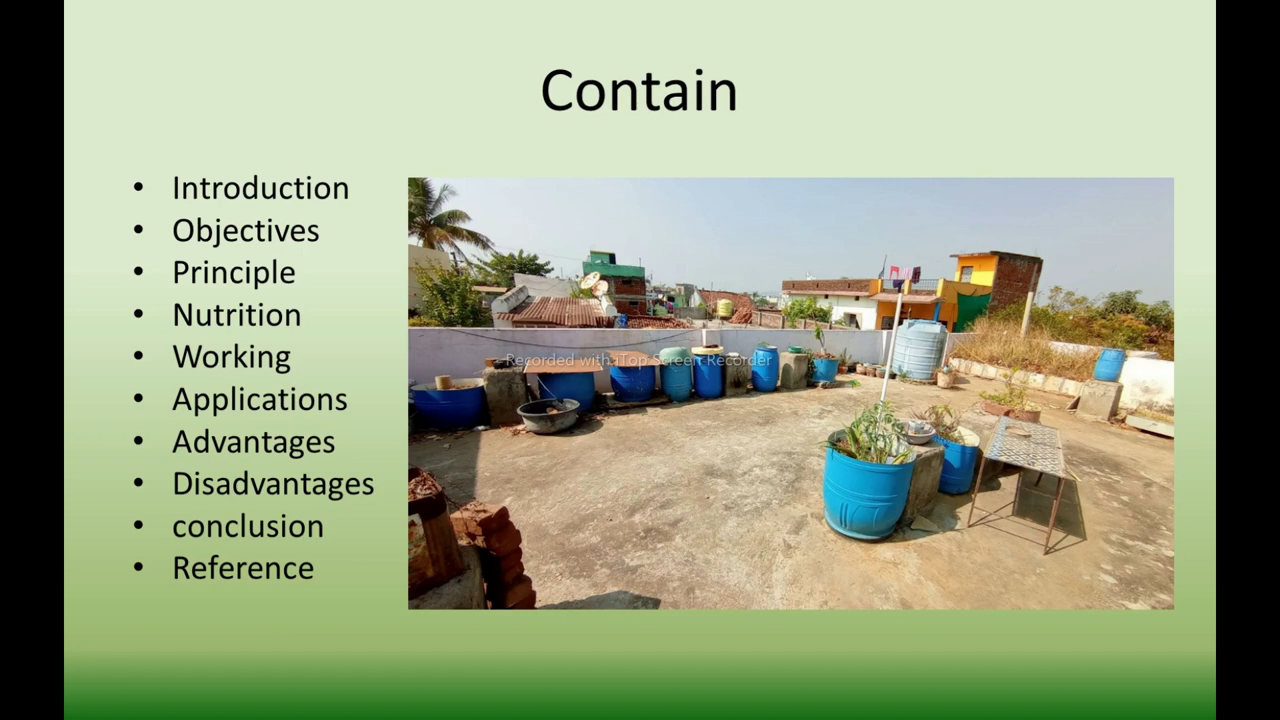 Contain
• Introduction
• Objectives
• Principle
• Nutrition
• Working
• Applications
• Advantages
• Disadvantages
• conclusion
• Reference
Recorded with iTop Screen Recorder